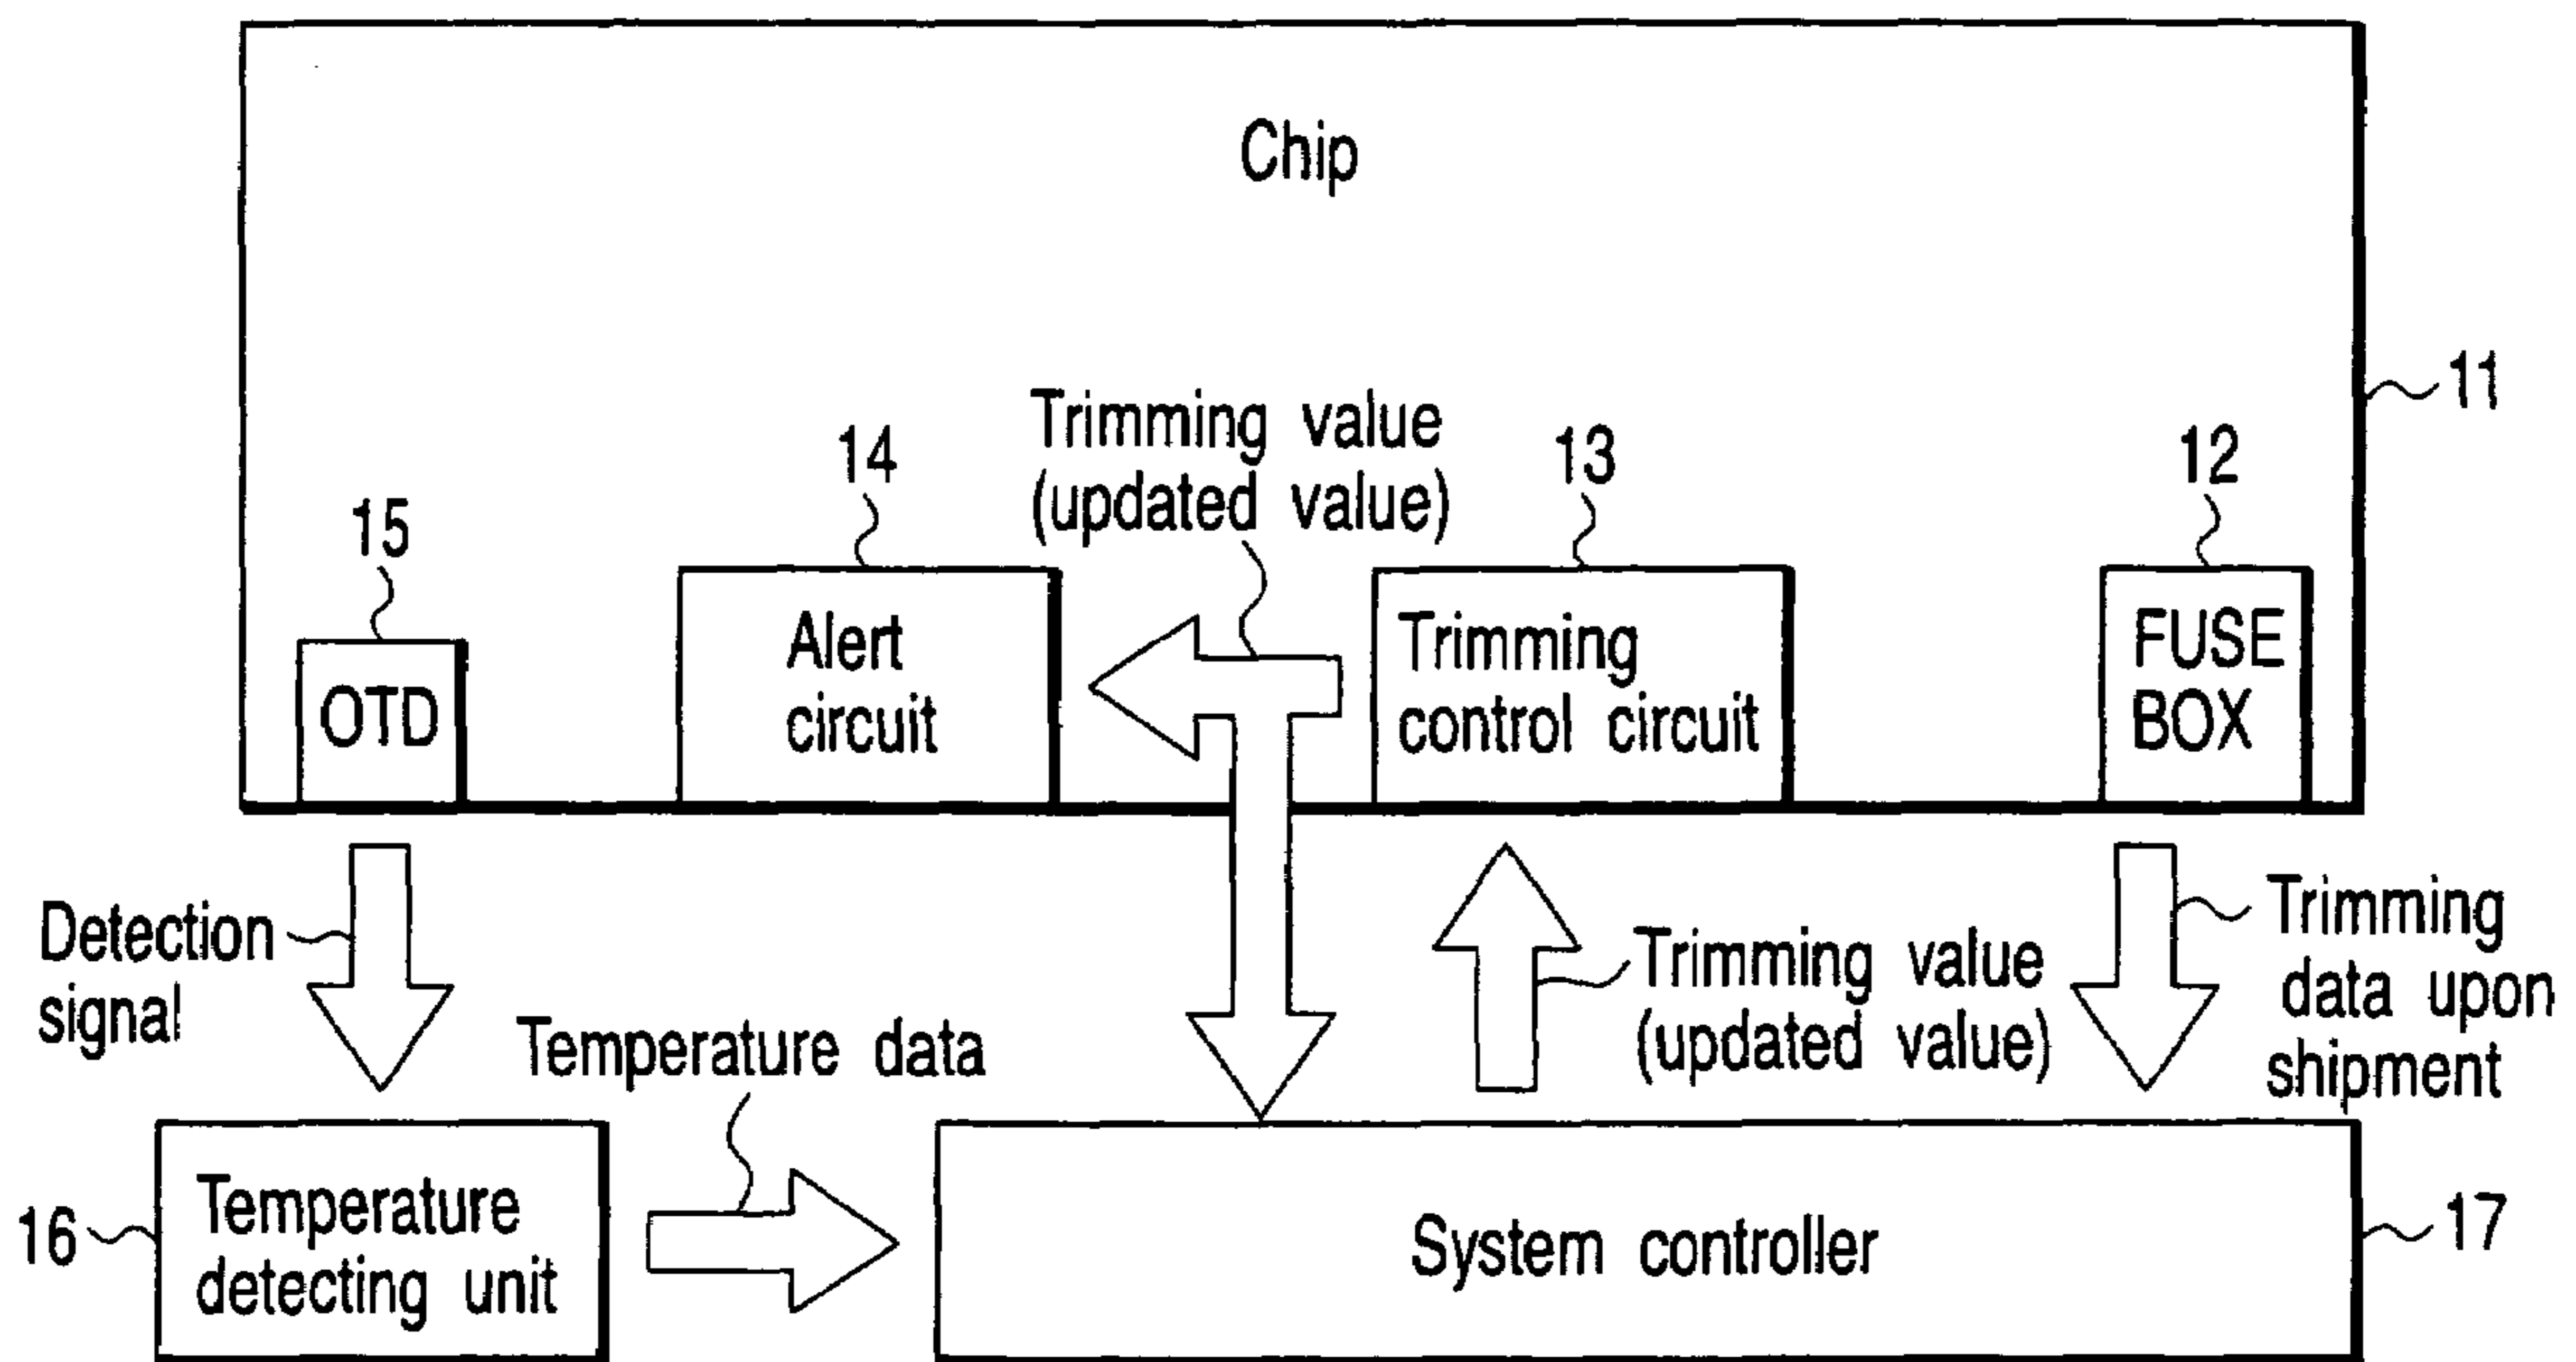 Chip
11
Trimming value
(updated value)
14
13
12
15
Alert
circuit
Trimming
control circuit
FUSE
BOX
OTD
Detection
signal
Trimming value
(updated value)
Trimming
data upon
shipment
Temperature data
16
Temperature
detecting unit
System controller
17